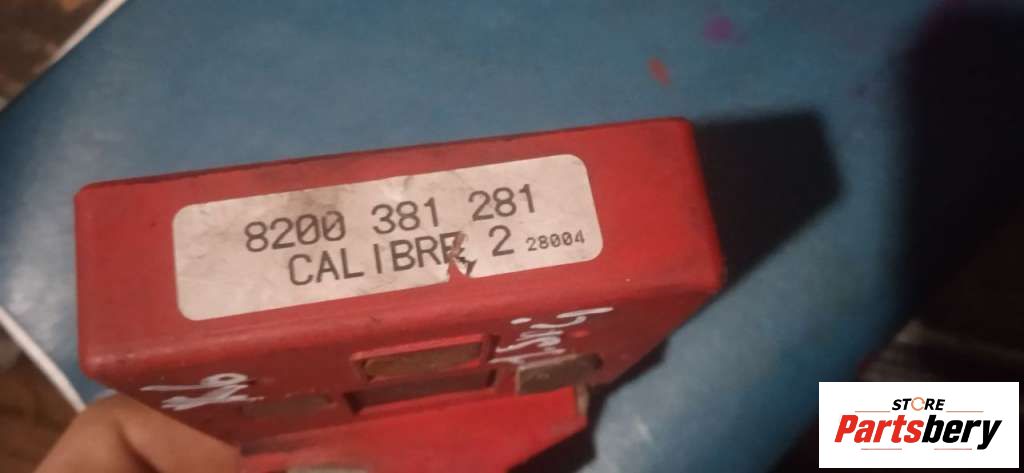 8200 381 281
CALIBRE 2 28004
STORE
Partsbery